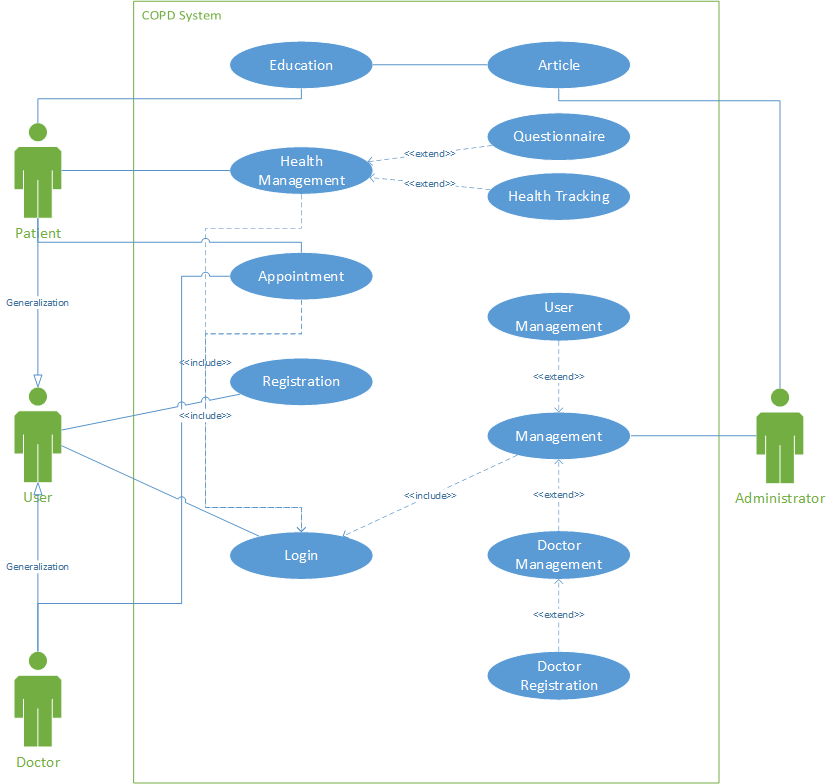 COPD System
Education
Article
Questionnaire
<<extend>>
Health
Management
<<extend>>
Health Tracking
Patient
Appointment
Generalization
User
Management
<<include>>
<<extend>>
Registration
<<include>>
Management
User
<<include>>
<<extend>>
Administrator
Login
Doctor
Management
Generalization
<<extend>>
Doctor
Registration
Doctor